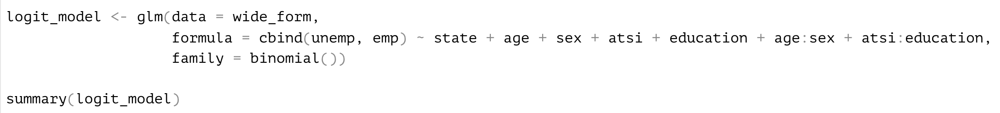 logit_model <- glm(data = wide_form,
                   formula = cbind(unemp, emp) ~ state + age + sex + atsi + education + age:sex + atsi:education,
                   family = binomial())

summary(logit_model)